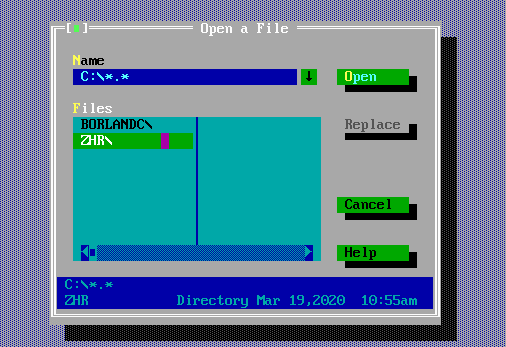 [■] Open a File
Name
C:\*.* ↓
Open
Files
BORLANDC\
ZHR\
Replace
Cancel
Help
C:\*.*
ZHR Directory Mar 19,2020 10:55am